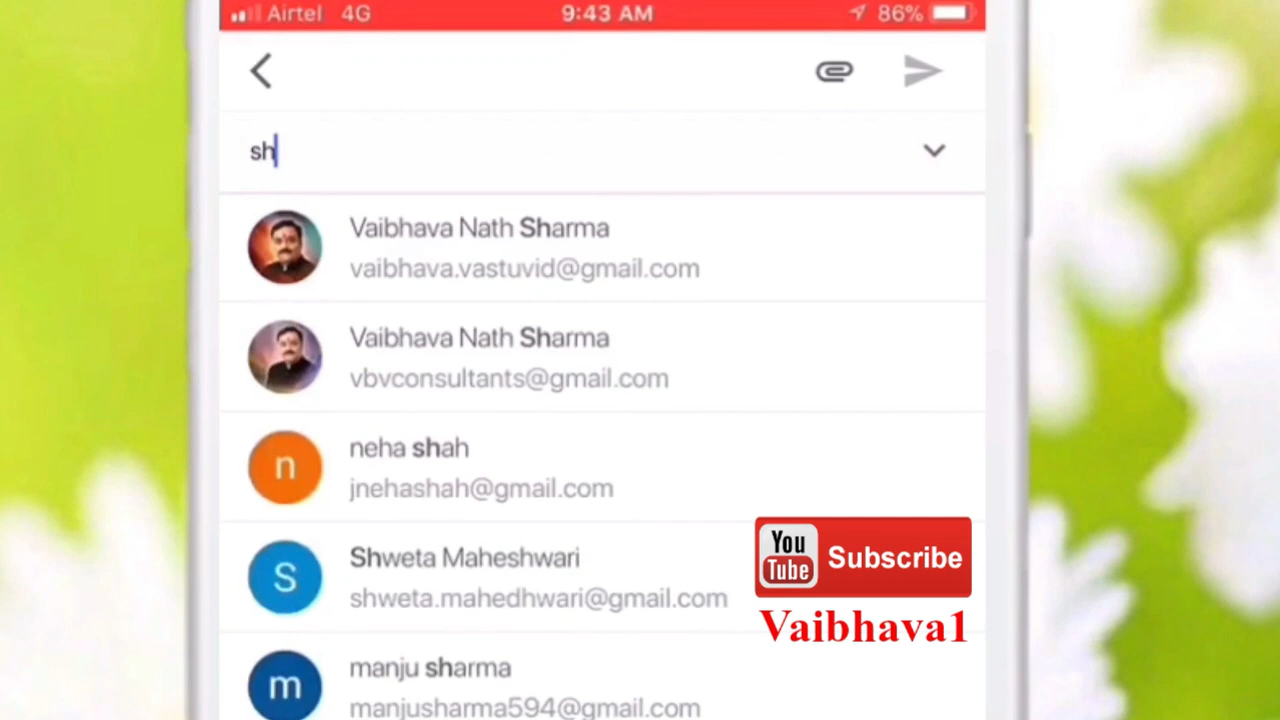 Airtel 4G 9:43 AM 86%
sh
Vaibhava Nath Sharma
vaibhava.vastuvid@gmail.com
Vaibhava Nath Sharma
vbvconsultants@gmail.com
n
neha shah
jnehashah@gmail.com
S
Shweta Maheshwari
shweta.mahedhwari@gmail.com
You
Tube
Subscribe
Vaibhava1
m
manju sharma
manjusharma594@gmail.com